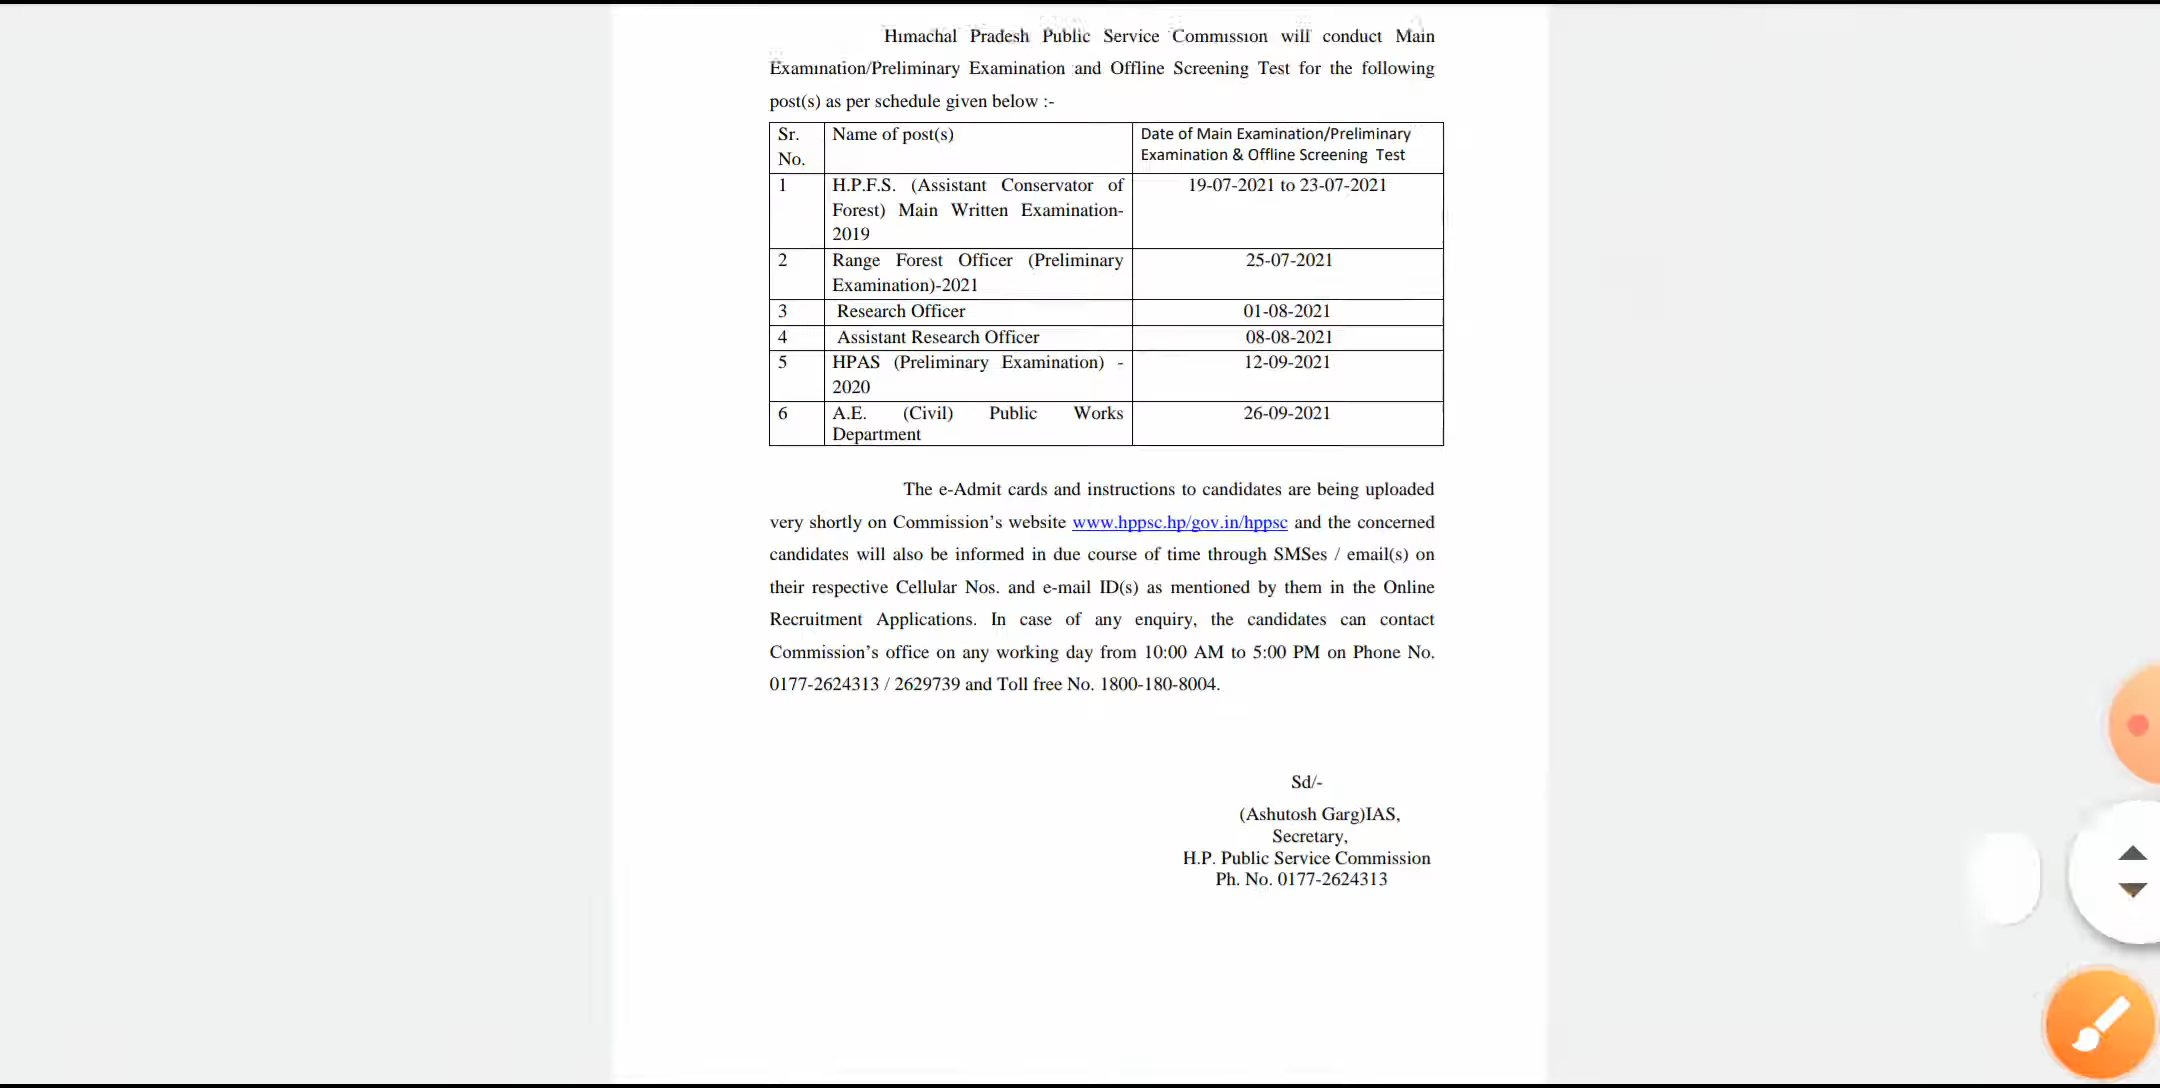 Himachal Pradesh Public Service Commission will conduct Main
Examination/Preliminary Examination and Offline Screening Test for the following
post(s) as per schedule given below :-
Sr. No. Name of post(s) Date of Main Examination/Preliminary Examination & Offline Screening Test
1 H.P.F.S. (Assistant Conservator of 19-07-2021 to 23-07-2021
Forest) Main Written Examination-
2019
2 Range Forest Officer (Preliminary 25-07-2021
Examination)-2021
3 Research Officer 01-08-2021
4 Assistant Research Officer 08-08-2021
5 HPAS (Preliminary Examination) - 12-09-2021
2020
6 A.E. (Civil) Public Works 26-09-2021
Department
The e-Admit cards and instructions to candidates are being uploaded
very shortly on Commission's website www.hppsc.hp/gov.in/hppsc and the concerned
candidates will also be informed in due course of time through SMSes / email(s) on
their respective Cellular Nos. and e-mail ID(s) as mentioned by them in the Online
Recruitment Applications. In case of any enquiry, the candidates can contact
Commission's office on any working day from 10:00 AM to 5:00 PM on Phone No.
0177-2624313 / 2629739 and Toll free No. 1800-180-8004.
Sd/-
(Ashutosh Garg)IAS,
Secretary,
H.P. Public Service Commission
Ph. No. 0177-2624313